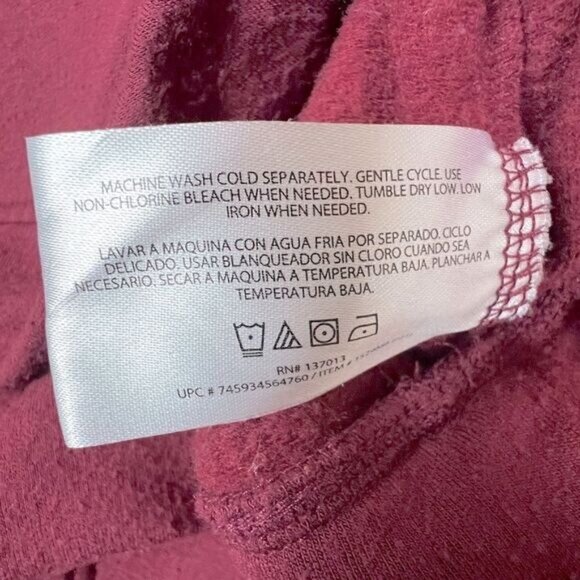 MACHINE WASH COLD SEPARATELY. GENTLE CYCLE. USE
NON-CHLORINE BLEACH WHEN NEEDED. TUMBLE DRY LOW. LOW
IRON WHEN NEEDED.
LAVAR A MAQUINA CON AGUA FRIA POR SEPARADO. CICLO
DELICADO. USAR BLANQUEADOR SIN CLORO CUANDO SEA
NECESARIO. SECAR A MAQUINA A TEMPERATURA BAJA. PLANCHAR A
TEMPERATURA BAJA.
RN# 137013
UPC # 745934564760 / ITEM #